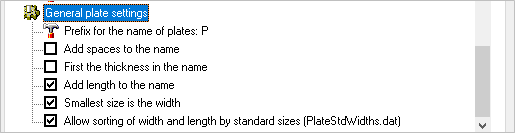 General plate settings
Prefix for the name of plates: P
Add spaces to the name
First the thickness in the name
Add length to the name
Smallest size is the width
Allow sorting of width and length by standard sizes (PlateStdWidths.dat)